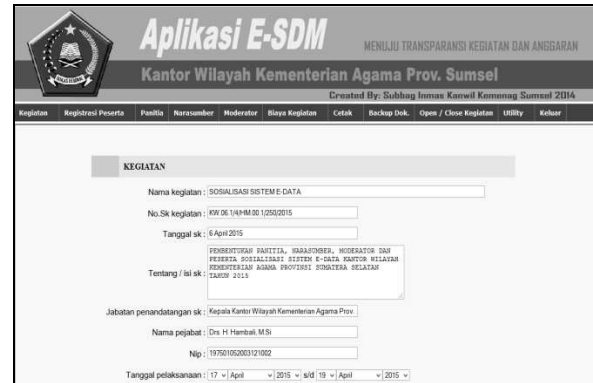 Aplikasi E-SDM
MENUJU TRANSPARANSI KEGIATAN DAN ANGGARAN
Kantor Wilayah Kementerian Agama Prov. Sumsel
Created By: Subbag Inmas Kanwil Kemenag Sumsel 2014
Kegiatan Registrasi Peserta Panitia Narasumber Moderator Biaya Kegiatan Cetak Backup Dok. Open / Close Kegiatan Utility Keluar
KEGIATAN
Nama kegiatan : SOSIALISASI SISTEM E-DATA
No.Sk kegiatan : KW.06.1/4/HM.00.1/250/2015
Tanggal sk : 6 April 2015
Tentang / isi sk :
PEMBENTUKAN PANITIA, NARASUMBER, MODERATOR DAN
PESERTA SOSIALISASI SISTEM E-DATA KANTOR WILAYAH
KEMENTERIAN AGAMA PROVINSI SUMATERA SELATAN
TAHUN 2015
Jabatan penandatangan sk : Kepala Kantor Wilayah Kementerian Agama Prov.
Nama pejabat : Drs. H. Hambali, M.Si
Nip : 197501052003121002
Tanggal pelaksanaan : 17 April 2015 s/d 19 April 2015